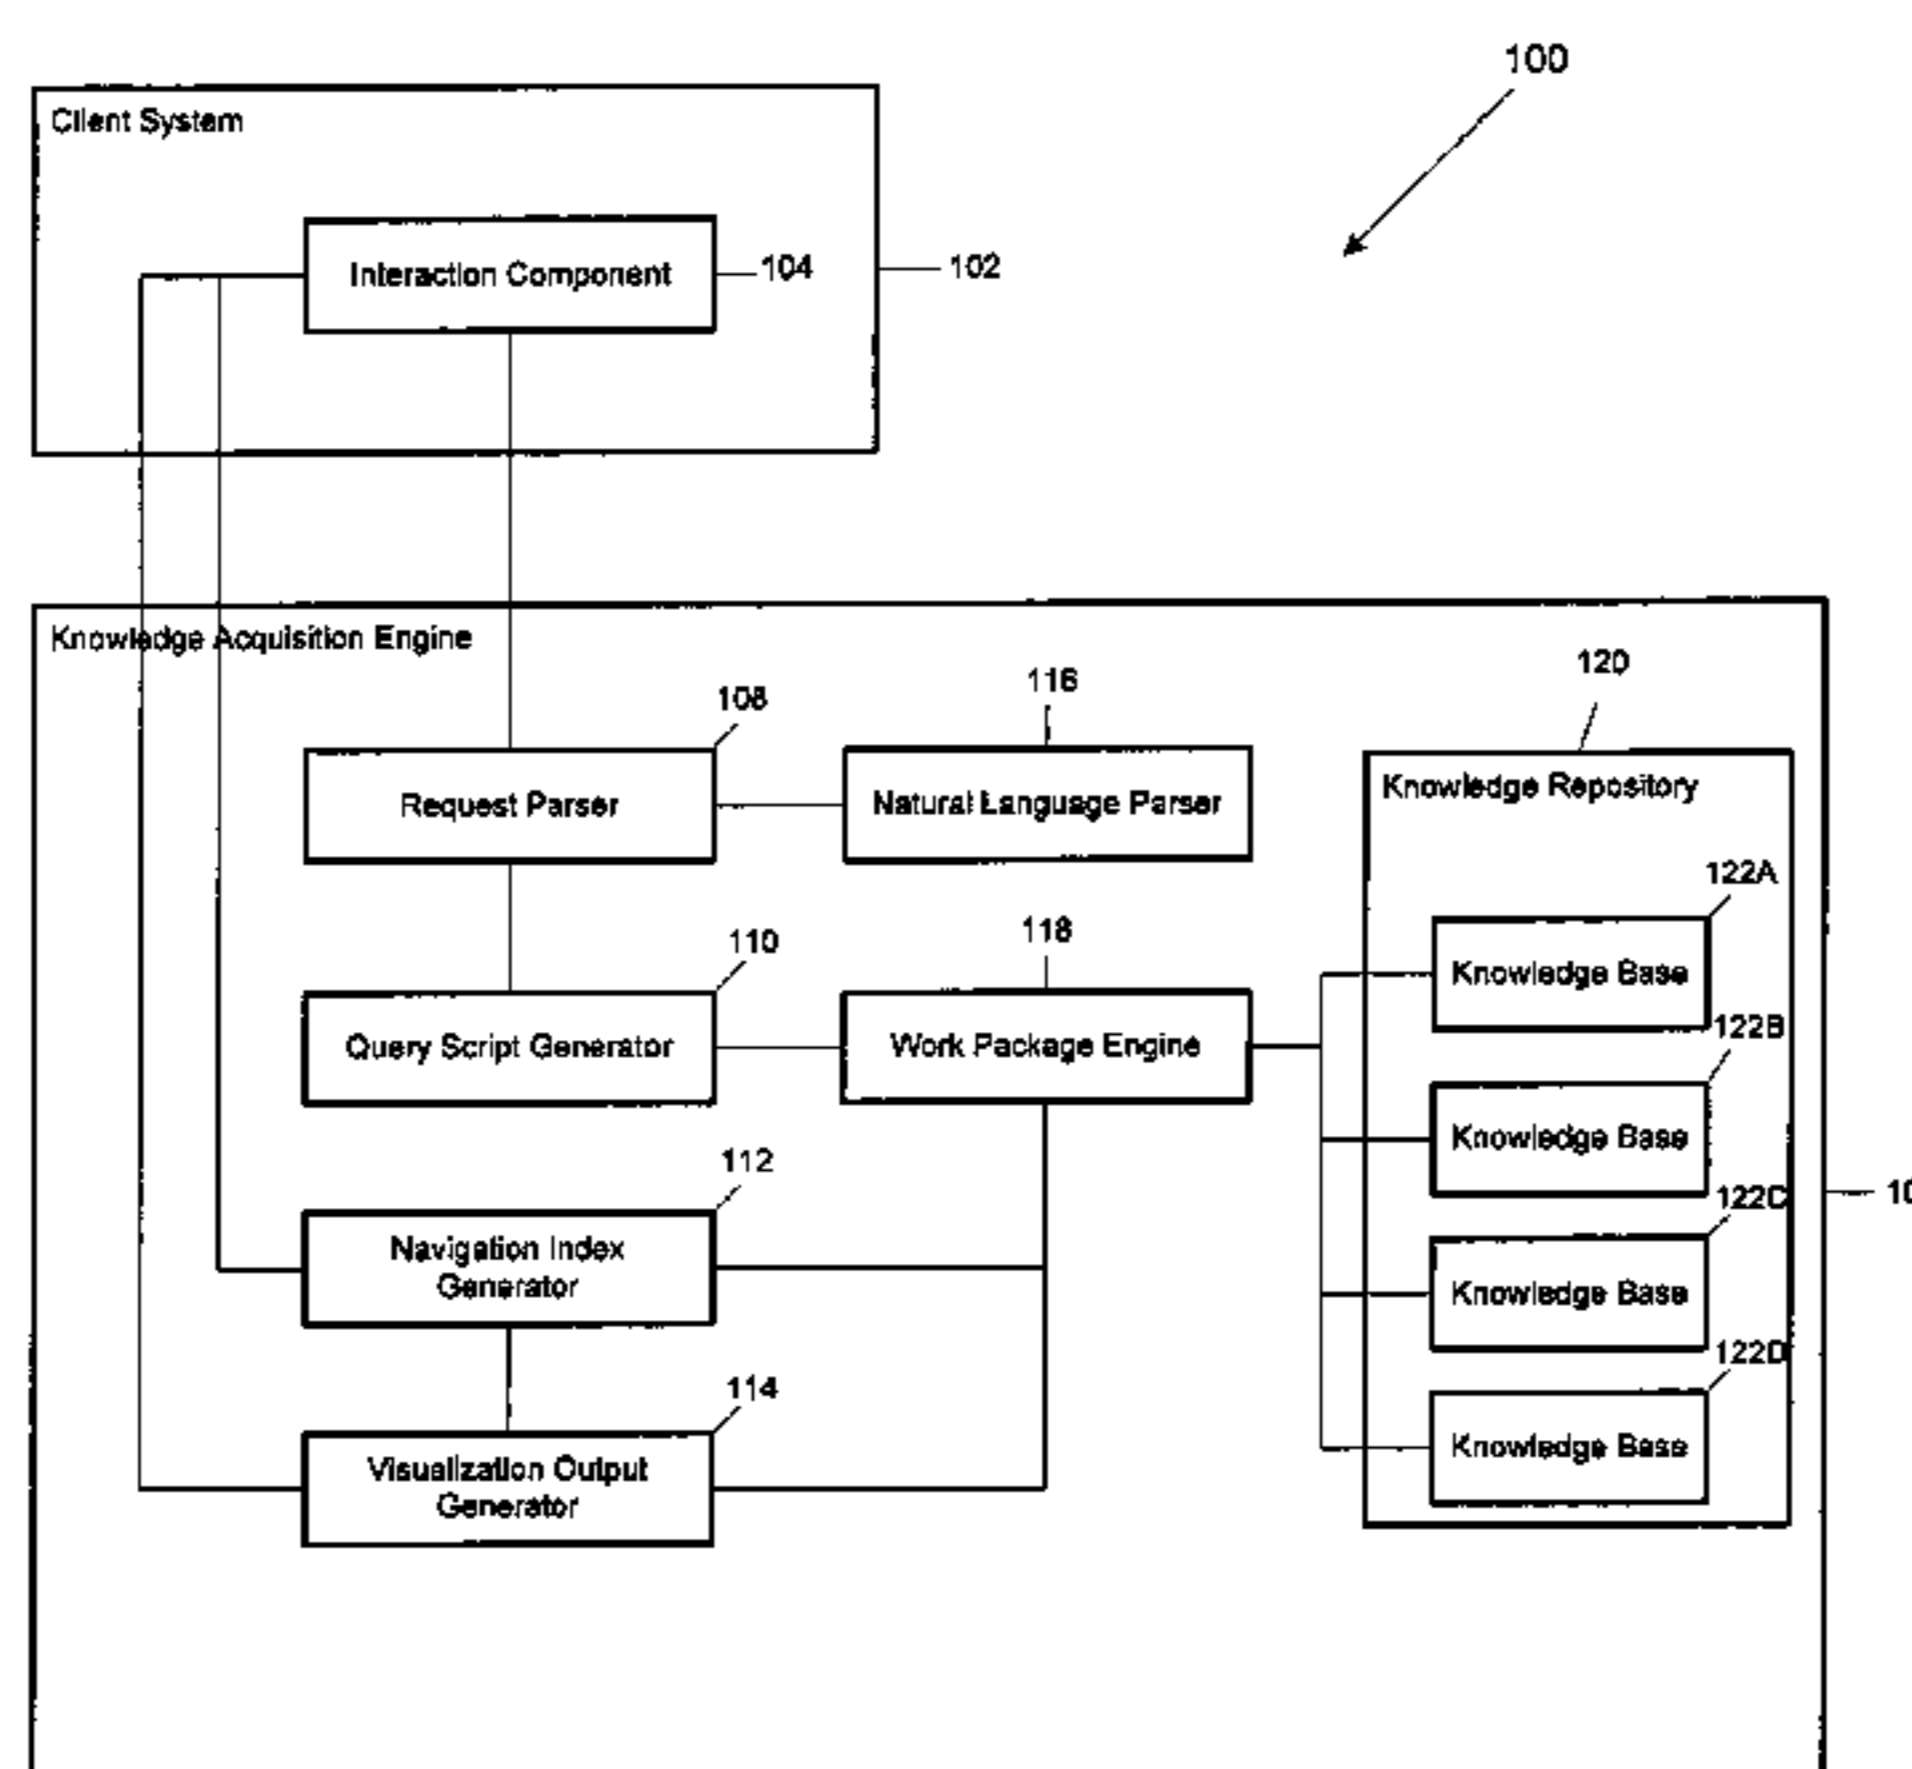 100
Client System
Interaction Component
104
102
Knowledge Acquisition Engine
108
116
120
Request Parser
Natural Language Parser
Knowledge Repository
122A
110
118
Knowledge Base
Query Script Generator
Work Package Engine
122B
Knowledge Base
112
122C
Navigation Index
Generator
Knowledge Base
122D
114
Visualization Output
Generator
Knowledge Base